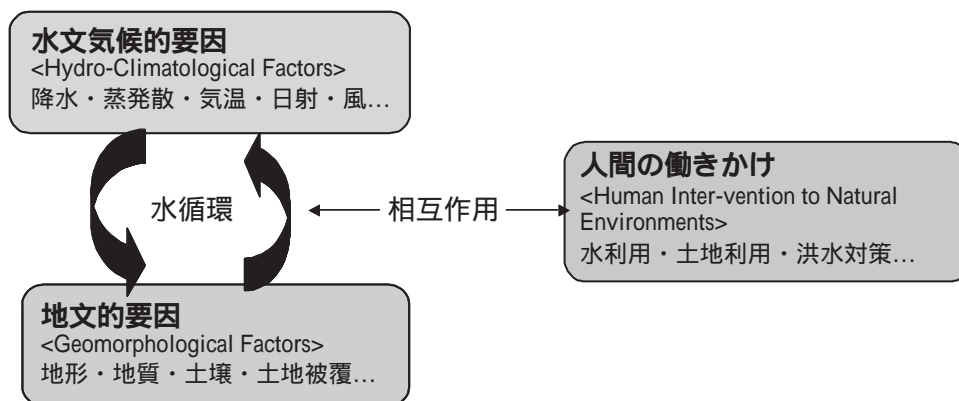 水文気候的要因
<Hydro-Climatological Factors>
降水・蒸発散・気温・日射・風…
水循環
相互作用
人間の働きかけ
<Human Inter-vention to Natural
Environments>
水利用・土地利用・洪水対策…
地文的要因
<Geomorphological Factors>
地形・地質・土壌・土地被覆…